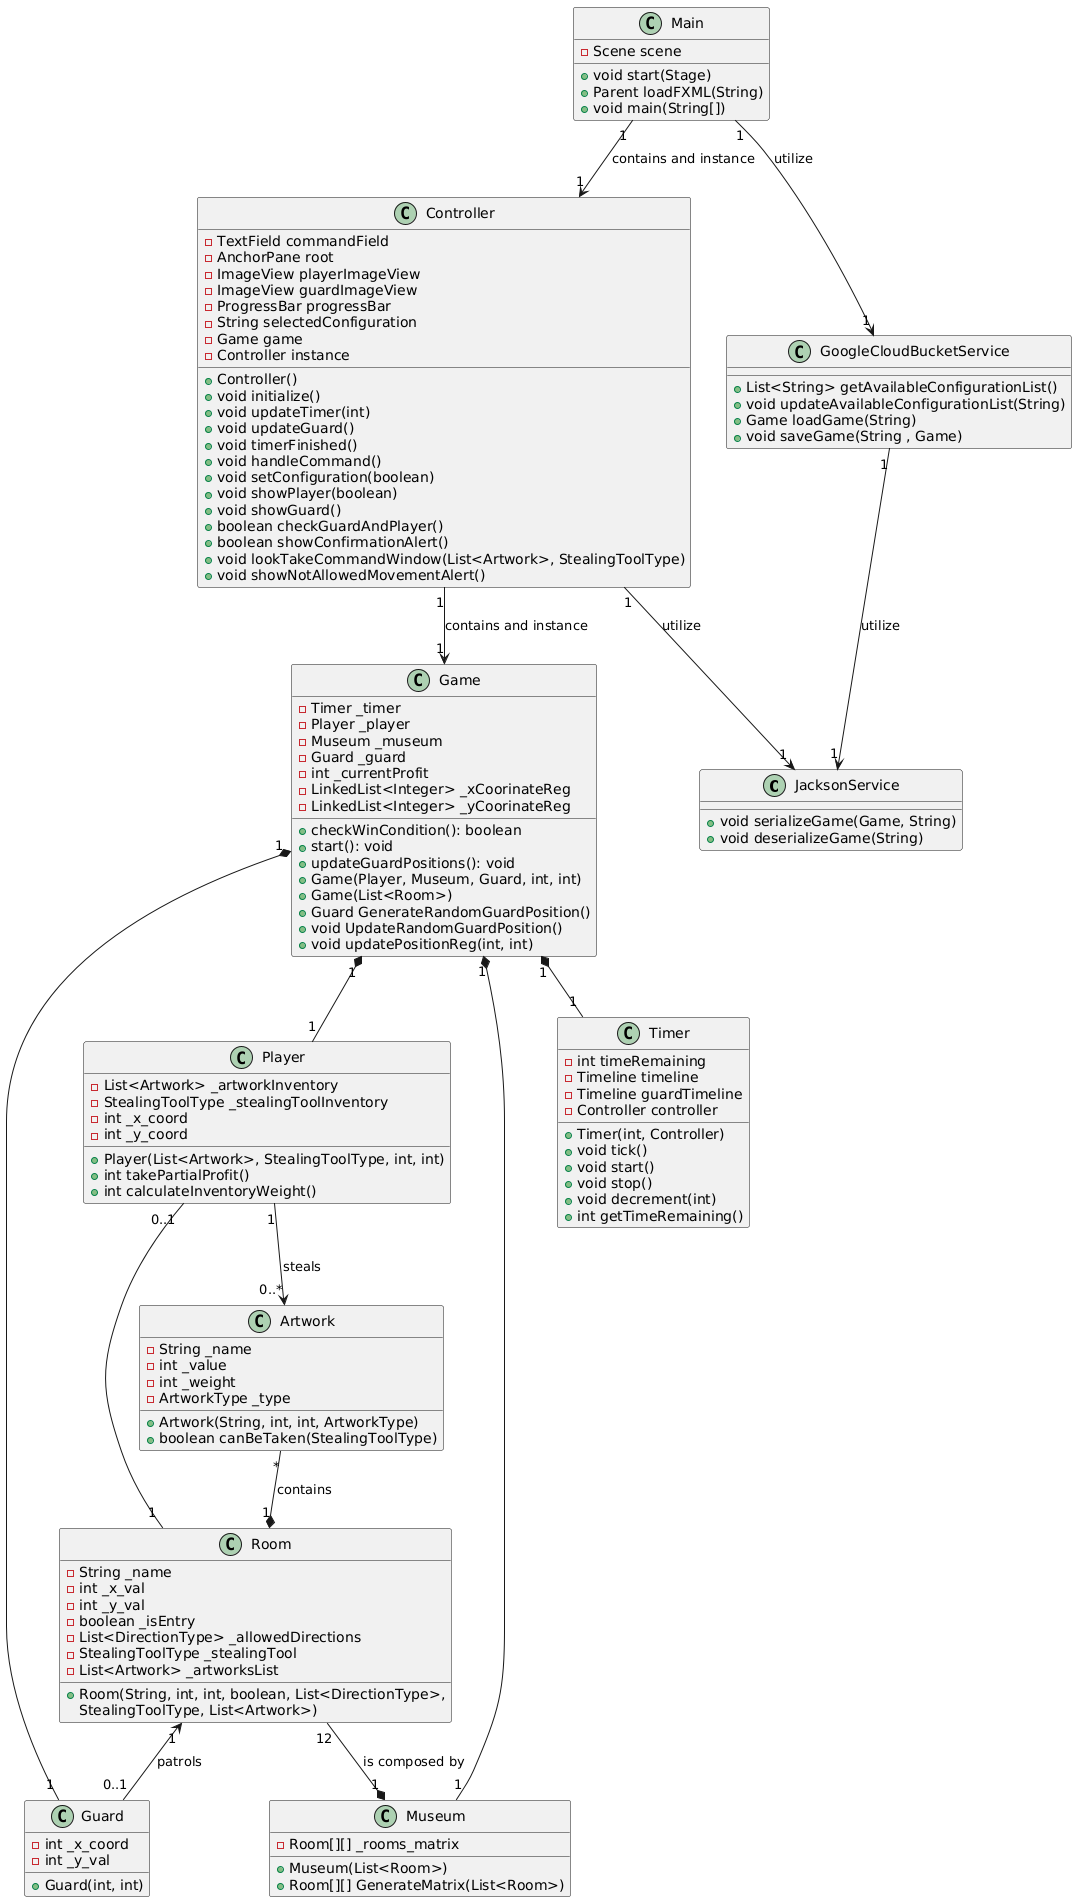 C Main
Scene scene
void start(Stage)
Parent loadFXML(String)
void main(String[])
1
1
contains and instance
utilize
1
C Controller
TextField commandField
AnchorPane root
ImageView playerImageView
ImageView guardImageView
ProgressBar progressBar
String selectedConfiguration
Game game
Controller instance
Controller()
void initialize()
void updateTimer(int)
void updateGuard()
void timerFinished()
void handleCommand()
void setConfiguration(boolean)
void showPlayer(boolean)
void showGuard()
boolean checkGuardAndPlayer()
boolean showConfirmationAlert()
void lookTakeCommandWindow(List<Artwork>, StealingToolType)
void showNotAllowedMovementAlert()
1
C GoogleCloudBucketService
List<String> getAvailableConfigurationList()
void updateAvailableConfigurationList(String)
Game loadGame(String)
void saveGame(String , Game)
1
1
1
contains and instance
utilize
utilize
1
1
1
C Game
Timer _timer
Player _player
Museum _museum
Guard _guard
int _currentProfit
LinkedList<Integer> _xCoorinateReg
LinkedList<Integer> _yCoorinateReg
checkWinCondition(): boolean
start(): void
updateGuardPositions(): void
Game(Player, Museum, Guard, int, int)
Game(List<Room>)
Guard GenerateRandomGuardPosition()
void UpdateRandomGuardPosition()
void updatePositionReg(int, int)
C JacksonService
void serializeGame(Game, String)
void deserializeGame(String)
1
1
1
1
1
1
C Player
List<Artwork> _artworkInventory
StealingToolType _stealingToolInventory
int _x_coord
int _y_coord
Player(List<Artwork>, StealingToolType, int, int)
int takePartialProfit()
int calculateInventoryWeight()
C Timer
int timeRemaining
Timeline timeline
Timeline guardTimeline
Controller controller
Timer(int, Controller)
void tick()
void start()
void stop()
void decrement(int)
int getTimeRemaining()
0..1
1
steals
0..*
C Artwork
String _name
int _value
int _weight
ArtworkType _type
Artwork(String, int, int, ArtworkType)
boolean canBeTaken(StealingToolType)
*
contains
1
1
C Room
String _name
int _x_val
int _y_val
boolean _isEntry
List<DirectionType> _allowedDirections
StealingToolType _stealingTool
List<Artwork> _artworksList
Room(String, int, int, boolean, List<DirectionType>,
StealingToolType, List<Artwork>)
1
12
patrols
is composed by
1
0..1
1
1
C Guard
int _x_coord
int _y_val
Guard(int, int)
C Museum
Room[][] _rooms_matrix
Museum(List<Room>)
Room[][] GenerateMatrix(List<Room>)